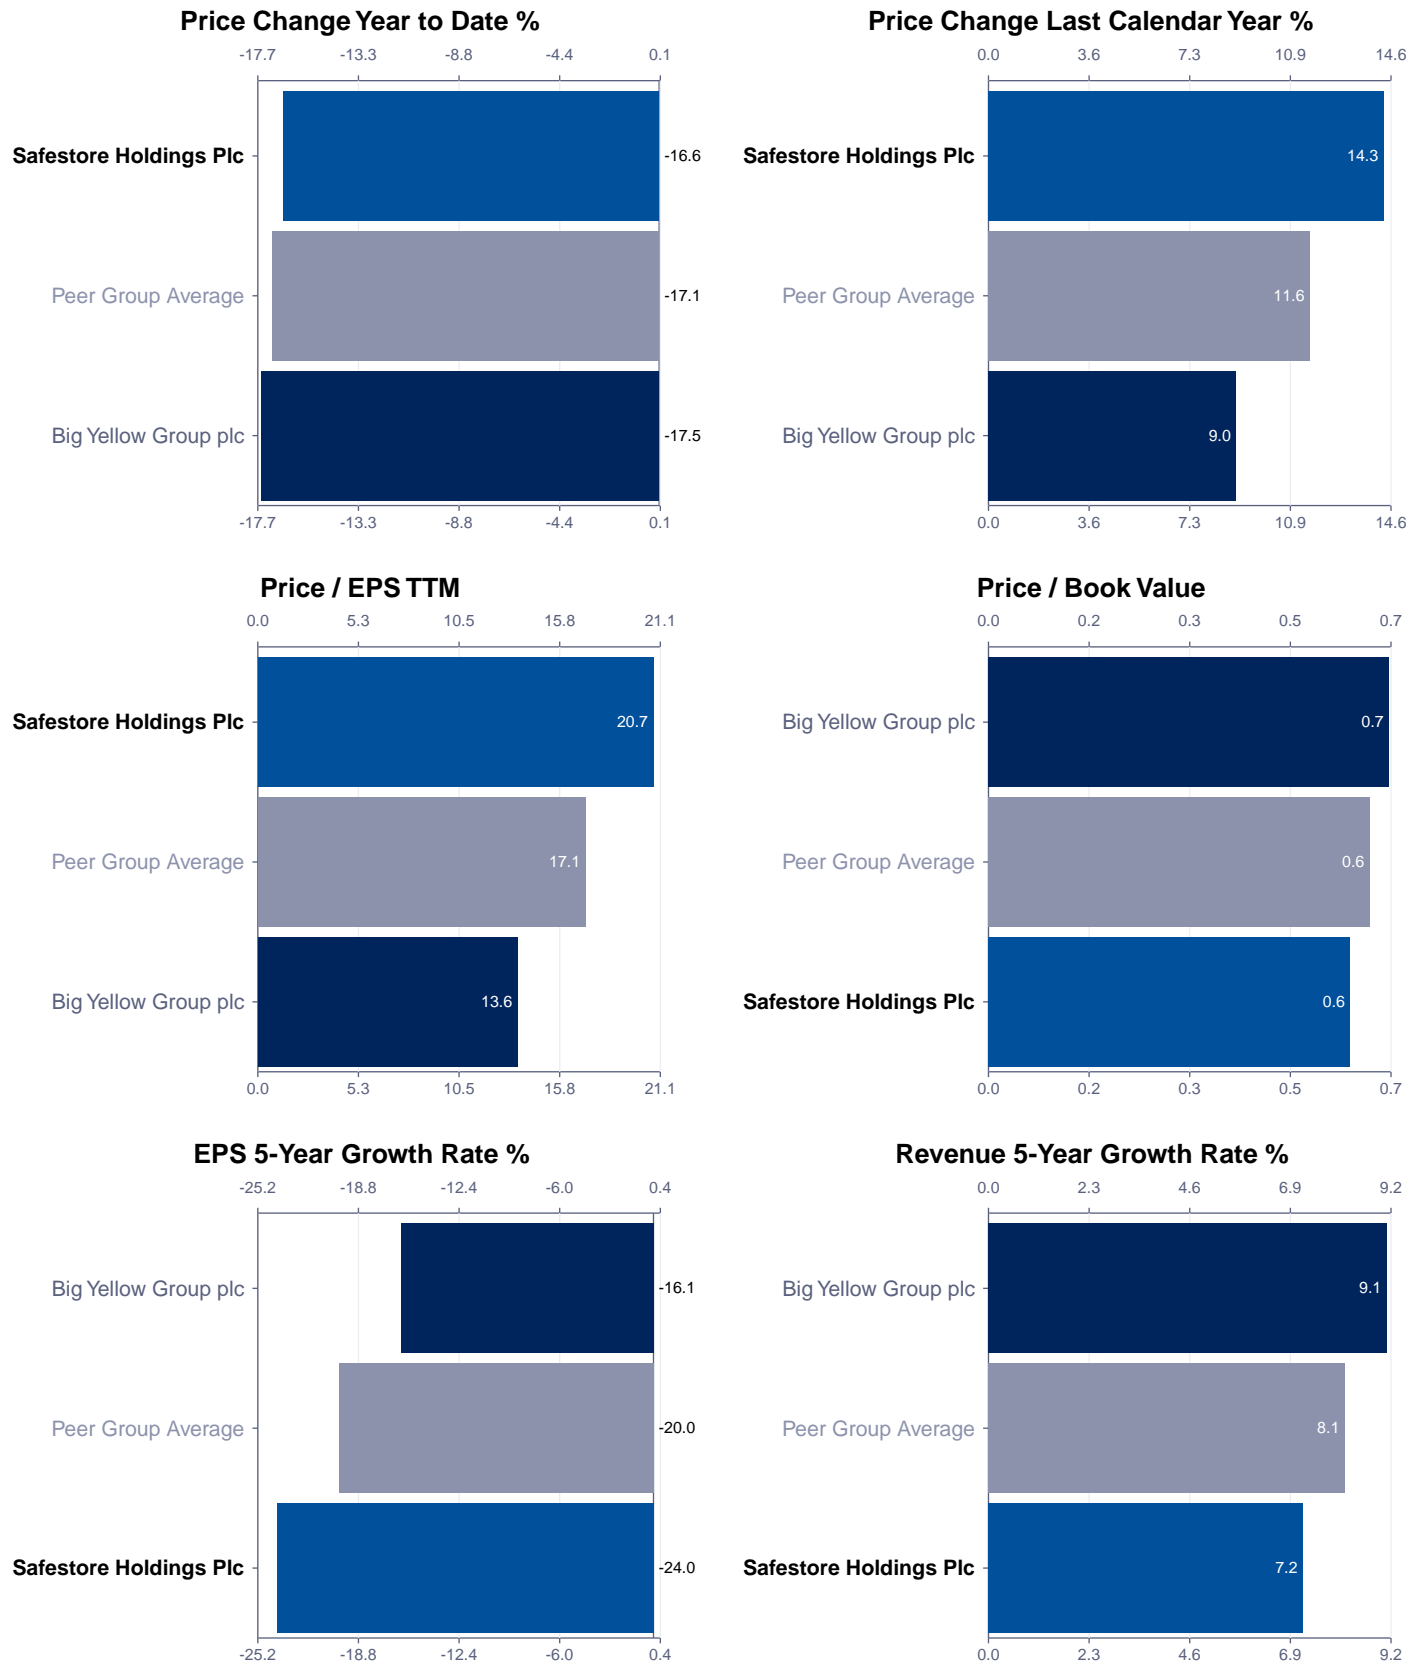 Price Change Year to Date %
-17.7 -13.3 -8.8 -4.4 0.1
Safestore Holdings Plc -16.6
Peer Group Average -17.1
Big Yellow Group plc -17.5
-17.7 -13.3 -8.8 -4.4 0.1
Price Change Last Calendar Year %
0.0 3.6 7.3 10.9 14.6
Safestore Holdings Plc 14.3
Peer Group Average 11.6
Big Yellow Group plc 9.0
0.0 3.6 7.3 10.9 14.6
Price / EPS TTM
0.0 5.3 10.5 15.8 21.1
Safestore Holdings Plc 20.7
Peer Group Average 17.1
Big Yellow Group plc 13.6
0.0 5.3 10.5 15.8 21.1
Price / Book Value
0.0 0.2 0.3 0.5 0.7
Big Yellow Group plc 0.7
Peer Group Average 0.6
Safestore Holdings Plc 0.6
0.0 0.2 0.3 0.5 0.7
EPS 5-Year Growth Rate %
-25.2 -18.8 -12.4 -6.0 0.4
Big Yellow Group plc -16.1
Peer Group Average -20.0
Safestore Holdings Plc -24.0
-25.2 -18.8 -12.4 -6.0 0.4
Revenue 5-Year Growth Rate %
0.0 2.3 4.6 6.9 9.2
Big Yellow Group plc 9.1
Peer Group Average 8.1
Safestore Holdings Plc 7.2
0.0 2.3 4.6 6.9 9.2